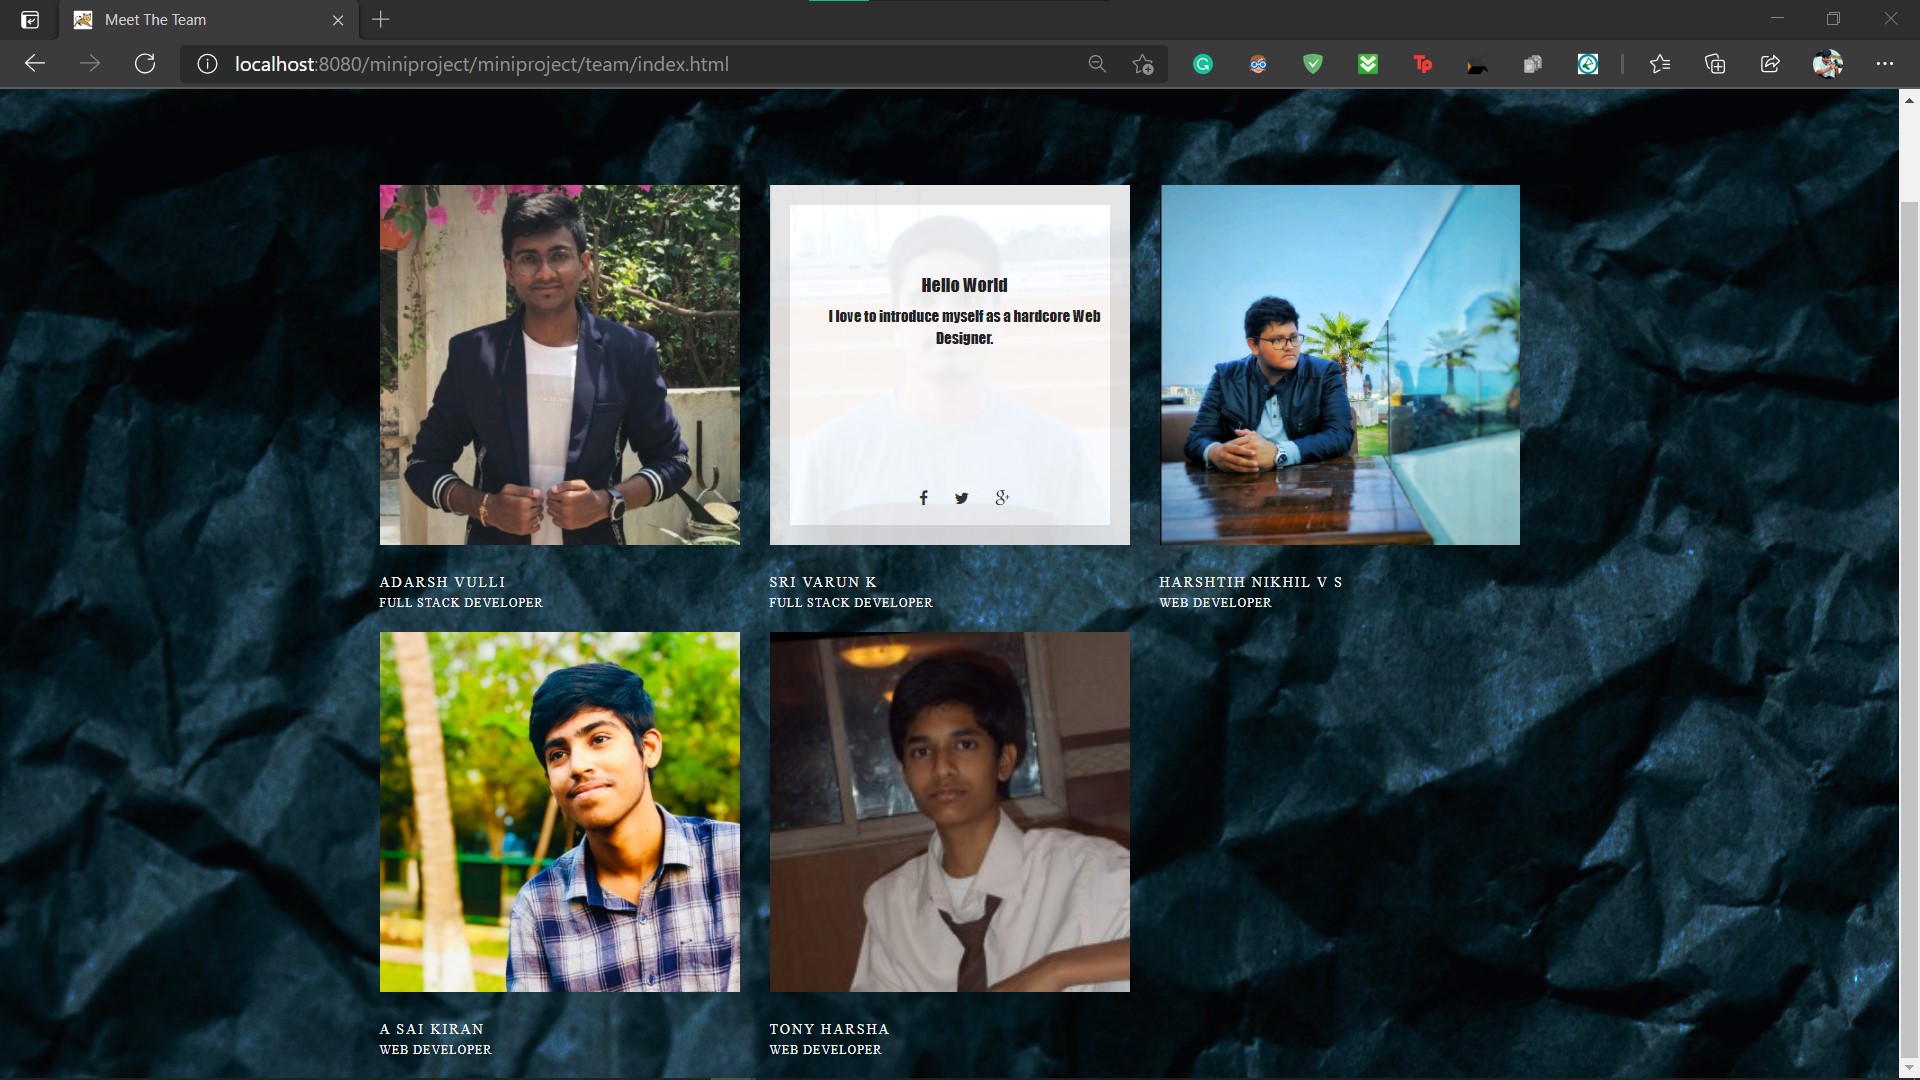 Meet The Team
localhost:8080/miniproject/miniproject/team/index.html
Hello World
I love to introduce myself as a hardcore Web
Designer.
ADARSH VULLI
FULL STACK DEVELOPER
SRI VARUN K
FULL STACK DEVELOPER
HARSHTIH NIKHIL V S
WEB DEVELOPER
A SAI KIRAN
WEB DEVELOPER
TONY HARSHA
WEB DEVELOPER